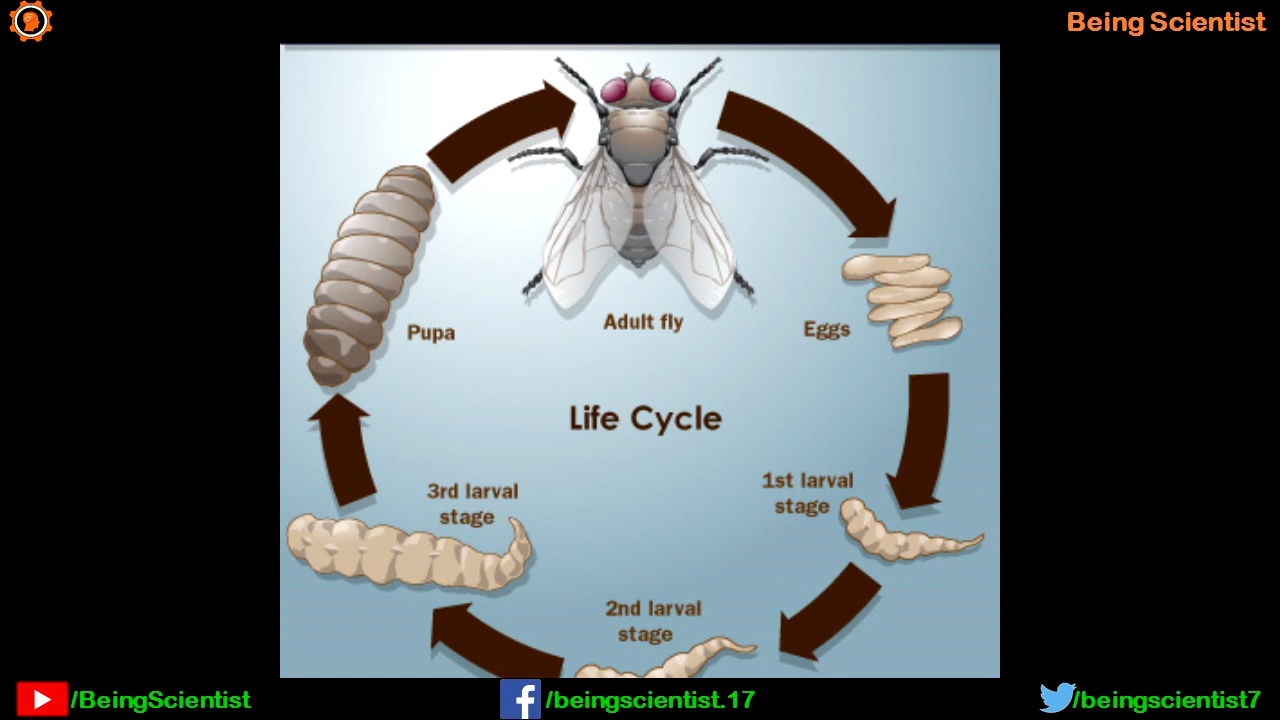 Being Scientist
Adult fly
Pupa
Eggs
Life Cycle
1st larval
stage
3rd larval
stage
2nd larval
stage
/BeingScientist
/beingscientist.17
/beingscientist7